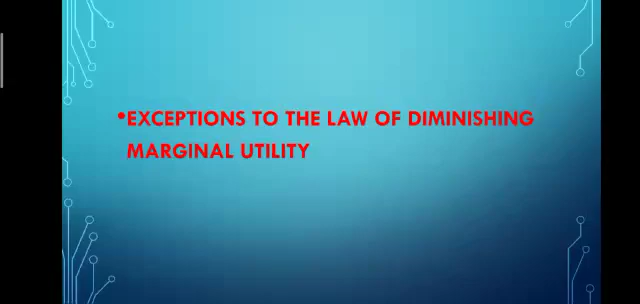 •EXCEPTIONS TO THE LAW OF DIMINISHING
MARGINAL UTILITY